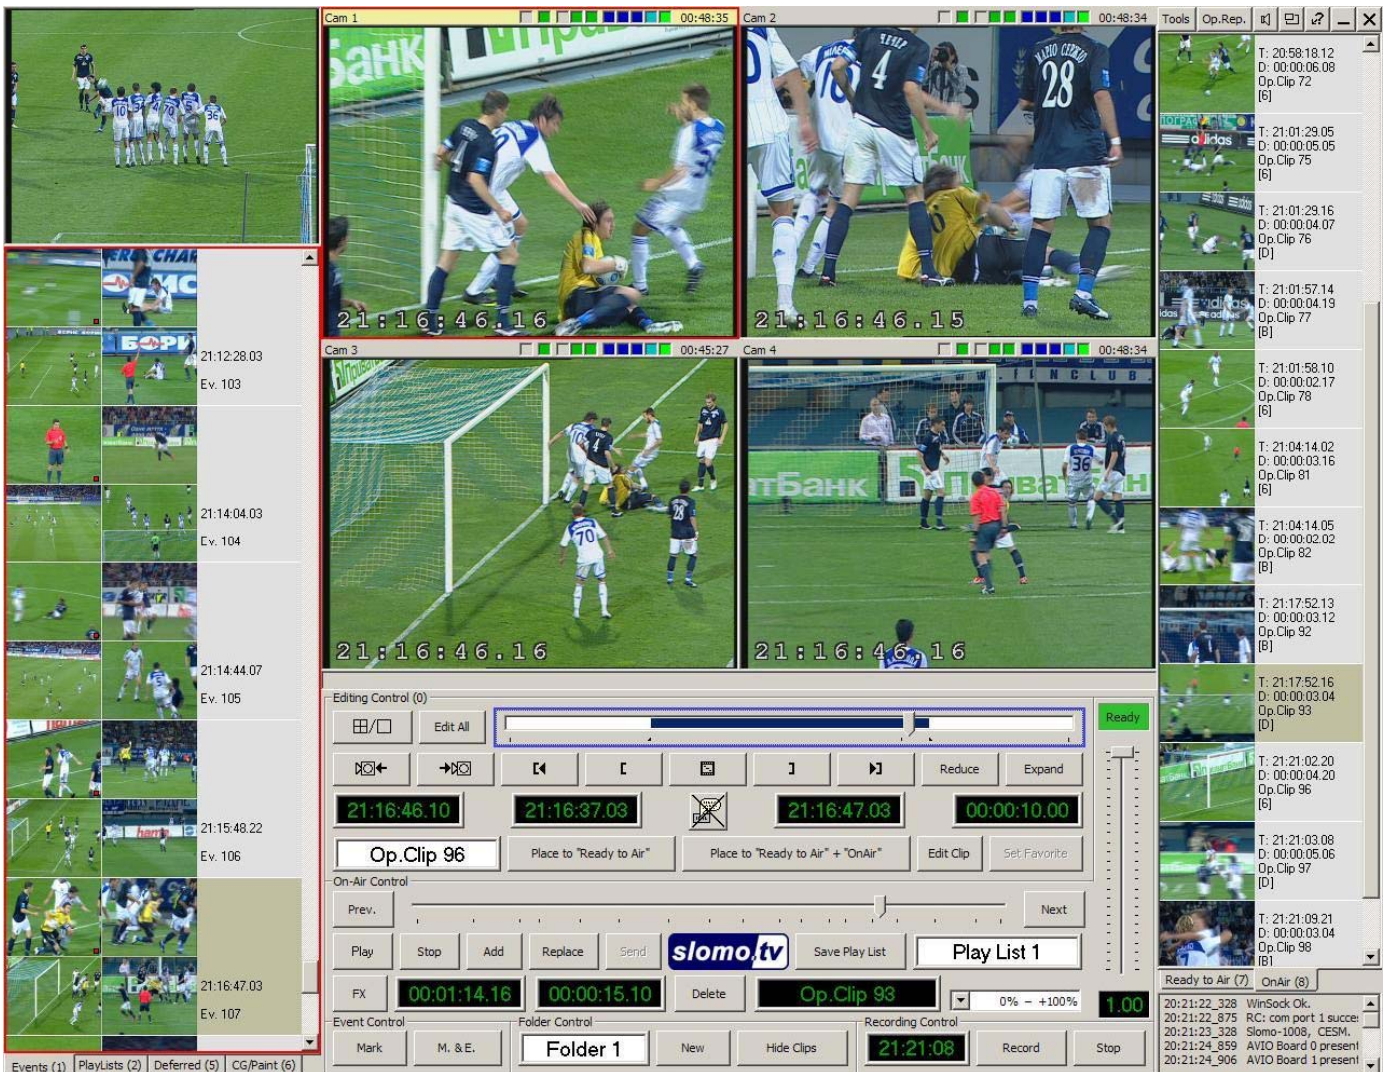 Cam 1
00:48:35
Банк
21:16:46.16
Cam 2
00:48:34
4
МАРІО СЕРЖІО
28
21:16:46.15
Cam 3
00:45:27
4
28
70
21:16:46.16
Cam 4
00:48:34
36
21:16:46.16
Tools
Op.Rep.
T: 20:58:18.12
D: 00:00:06.08
Op.Clip 72
[6]
T: 21:01:29.05
D: 00:00:05.05
Op.Clip 75
[6]
T: 21:01:29.16
D: 00:00:04.07
Op.Clip 76
[D]
T: 21:01:57.14
D: 00:00:04.19
Op.Clip 77
[B]
T: 21:01:58.10
D: 00:00:02.17
Op.Clip 78
[6]
T: 21:04:14.02
D: 00:00:03.16
Op.Clip 81
[6]
T: 21:04:14.05
D: 00:00:02.02
Op.Clip 82
[B]
T: 21:17:52.13
D: 00:00:03.12
Op.Clip 92
[B]
T: 21:17:52.16
D: 00:00:03.04
Op.Clip 93
[D]
T: 21:21:02.20
D: 00:00:04.20
Op.Clip 96
[6]
T: 21:21:03.08
D: 00:00:05.06
Op.Clip 97
[D]
T: 21:21:09.21
D: 00:00:03.04
Op.Clip 98
[B]
Ready to Air (7)
OnAir (8)
20:21:22_328 WinSock Ok.
20:21:22_875 RC: com port 1 succes
20:21:23_328 Slomo-1008, CESM.
20:21:24_859 AVIO Board 0 present
20:21:24_906 AVIO Board 1 present
21:12:28.03
Ev. 103
21:14:04.03
Ev. 104
21:14:44.07
Ev. 105
21:15:48.22
Ev. 106
21:16:47.03
Ev. 107
Events (1)
PlayLists (2)
Deferred (5)
CG/Paint (6)
Editing Control (0)
Edit All
Ready
Reduce
Expand
21:16:46.10
21:16:37.03
21:16:47.03
00:00:10.00
Op.Clip 96
Place to "Ready to Air"
Place to "Ready to Air" + "OnAir"
Edit Clip
Set Favorite
On-Air Control
Prev.
Next
Play
Stop
Add
Replace
Send
slomo.tv
Save Play List
Play List 1
FX
00:01:14.16
00:00:15.10
Delete
Op.Clip 93
0% - +100%
1.00
Event Control
Mark
M. & E.
Folder Control
Folder 1
New
Hide Clips
Recording Control
21:21:08
Record
Stop